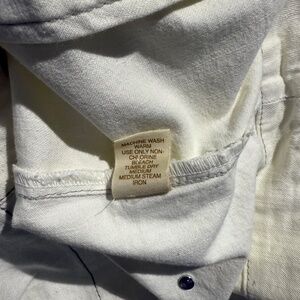 MACHINE WASH
WARM
USE ONLY NON-
CHLORINE
BLEACH
TUMBLE DRY
MEDIUM
MEDIUM STEAM
IRON